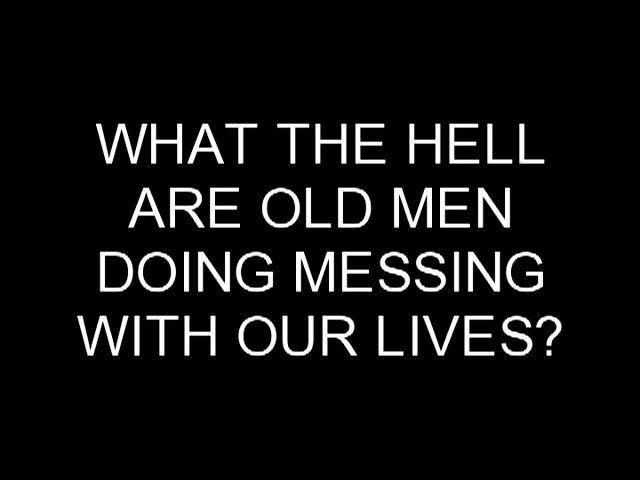 WHAT THE HELL
ARE OLD MEN
DOING MESSING
WITH OUR LIVES?